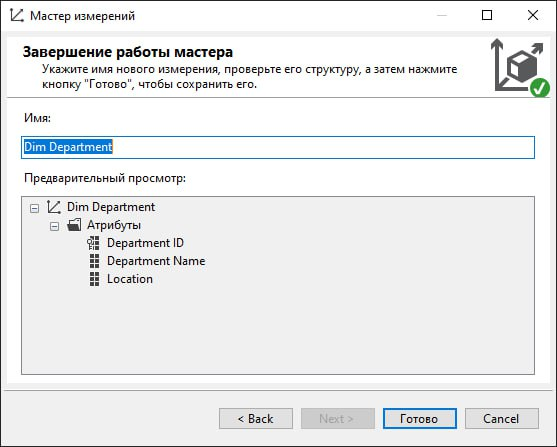 Мастер измерений
Завершение работы мастера
Укажите имя нового измерения, проверьте его структуру, а затем нажмите
кнопку "Готово", чтобы сохранить его.
Имя:
Dim Department
Предварительный просмотр:
Dim Department
Атрибуты
Department ID
Department Name
Location
< Back
Next >
Готово
Cancel